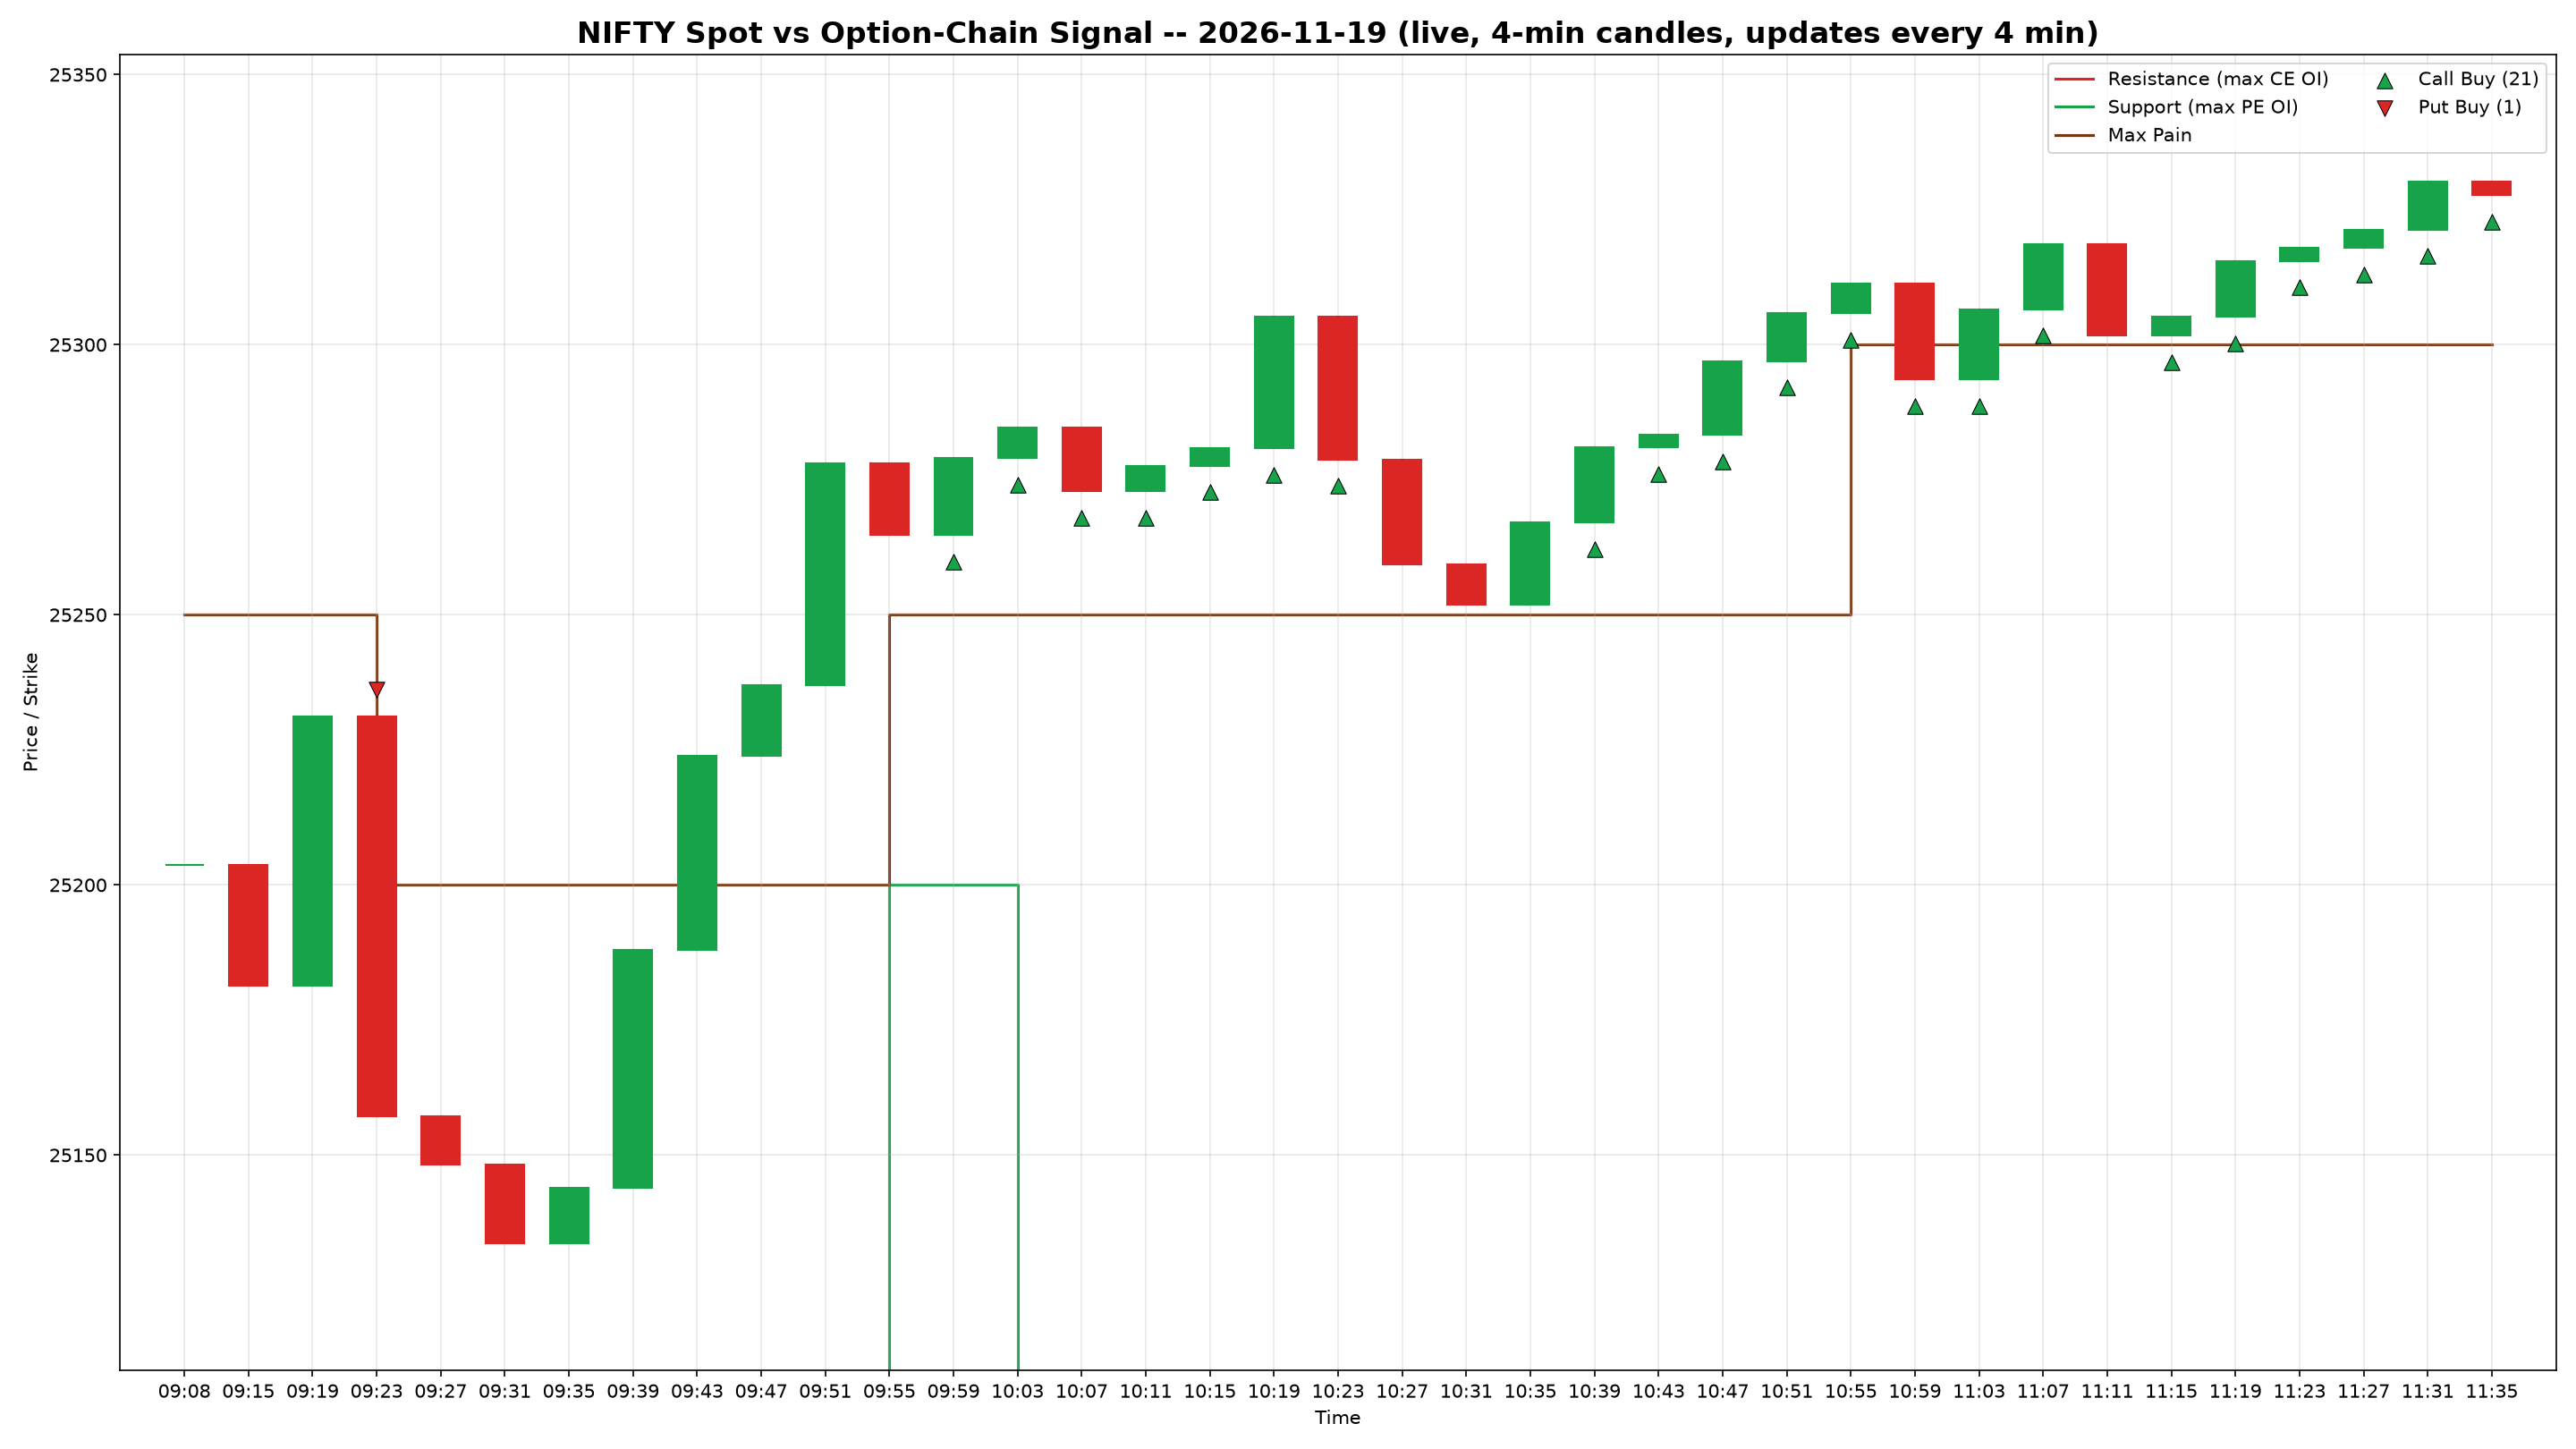 NIFTY Spot vs Option-Chain Signal -- 2026-11-19 (live, 4-min candles, updates every 4 min)
Resistance (max CE OI)
Support (max PE OI)
Max Pain
Call Buy (21)
Put Buy (1)
Price / Strike
25350
25300
25250
25200
25150
09:08 09:15 09:19 09:23 09:27 09:31 09:35 09:39 09:43 09:47 09:51 09:55 09:59 10:03 10:07 10:11 10:15 10:19 10:23 10:27 10:31 10:35 10:39 10:43 10:47 10:51 10:55 10:59 11:03 11:07 11:11 11:15 11:19 11:23 11:27 11:31 11:35
Time